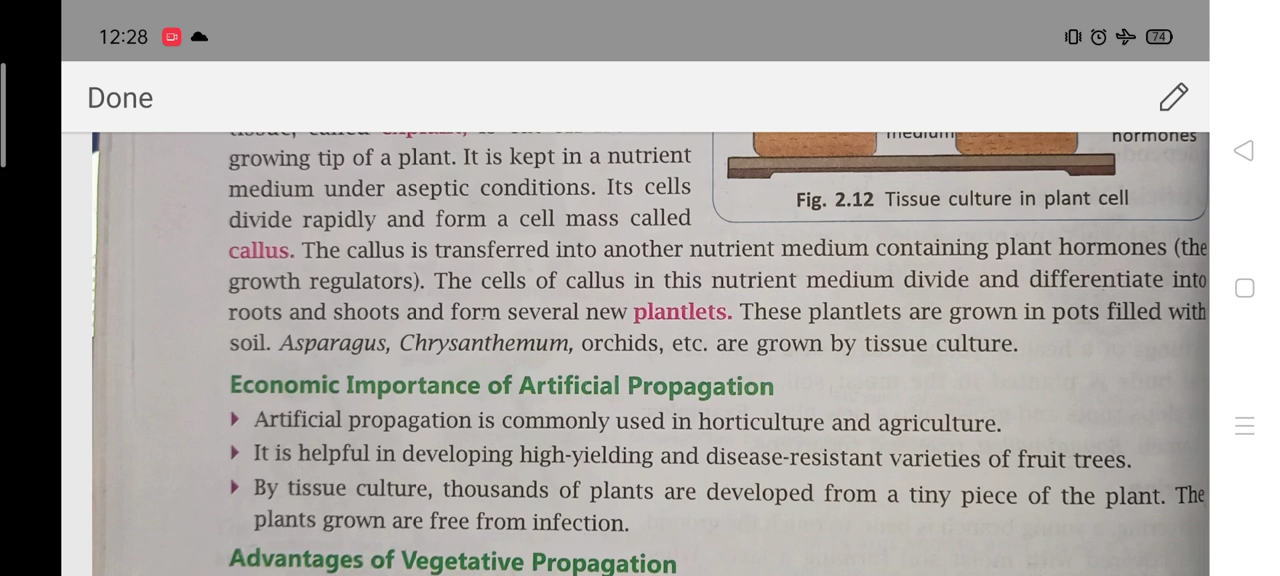 12:28
74
Done
tissue, called explant, is
medium
hormones
growing tip of a plant. It is kept in a nutrient
medium under aseptic conditions. Its cells
divide rapidly and form a cell mass called
Fig. 2.12 Tissue culture in plant cell
callus. The callus is transferred into another nutrient medium containing plant hormones (the
growth regulators). The cells of callus in this nutrient medium divide and differentiate into
roots and shoots and form several new plantlets. These plantlets are grown in pots filled with
soil. Asparagus, Chrysanthemum, orchids, etc. are grown by tissue culture.
Economic Importance of Artificial Propagation
Artificial propagation is commonly used in horticulture and agriculture.
It is helpful in developing high-yielding and disease-resistant varieties of fruit trees.
By tissue culture, thousands of plants are developed from a tiny piece of the plant. The
plants grown are free from infection.
Advantages of Vegetative Propagation